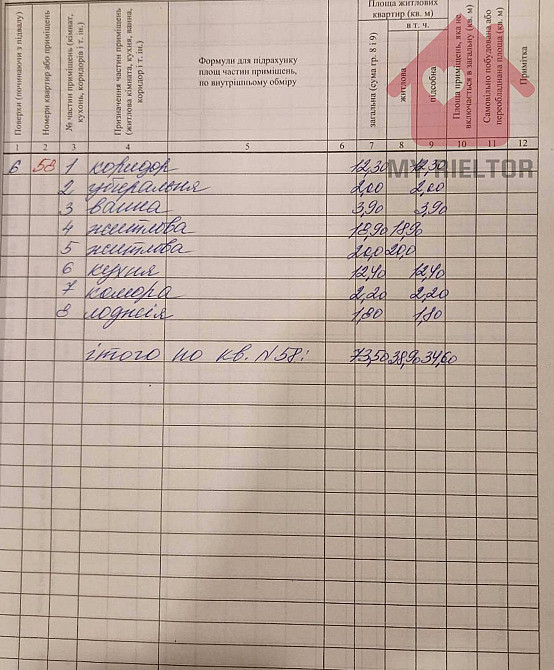 Поверхи (починаючи з підвалу)
Номери квартир або приміщень
№ частин приміщень (кімнат, кухонь, коридорів і т. ін.)
Призначення частин приміщень (житлова кімната, кухня, ванна, коридор і т. ін.)
Формули для підрахунку
площ частин приміщень,
по внутрішньому обміру
Площа житлових
квартир (кв. м)
загальна (сума гр. 8 і 9)
в т. ч.
житлова
підсобна
Площа приміщень, яка не включається в загальну (кв. м)
Самовільно побудована або переобладнана площа (кв. м)
Примітка
1 2 3 4 5 6 7 8 9 10 11 12
MY RIELTOR
6 58 1 коридор 12,30 12,30
2 убиральня 2,00 2,00
3 ванна 3,90 3,90
4 житлова 18,90 18,90
5 житлова 20,0 20,0
6 кухня 12,40 12,40
7 комора 2,20 2,20
8 лоджія 1,80 1,80
ітого по кв. N 58: 73,50 38,90 34,60